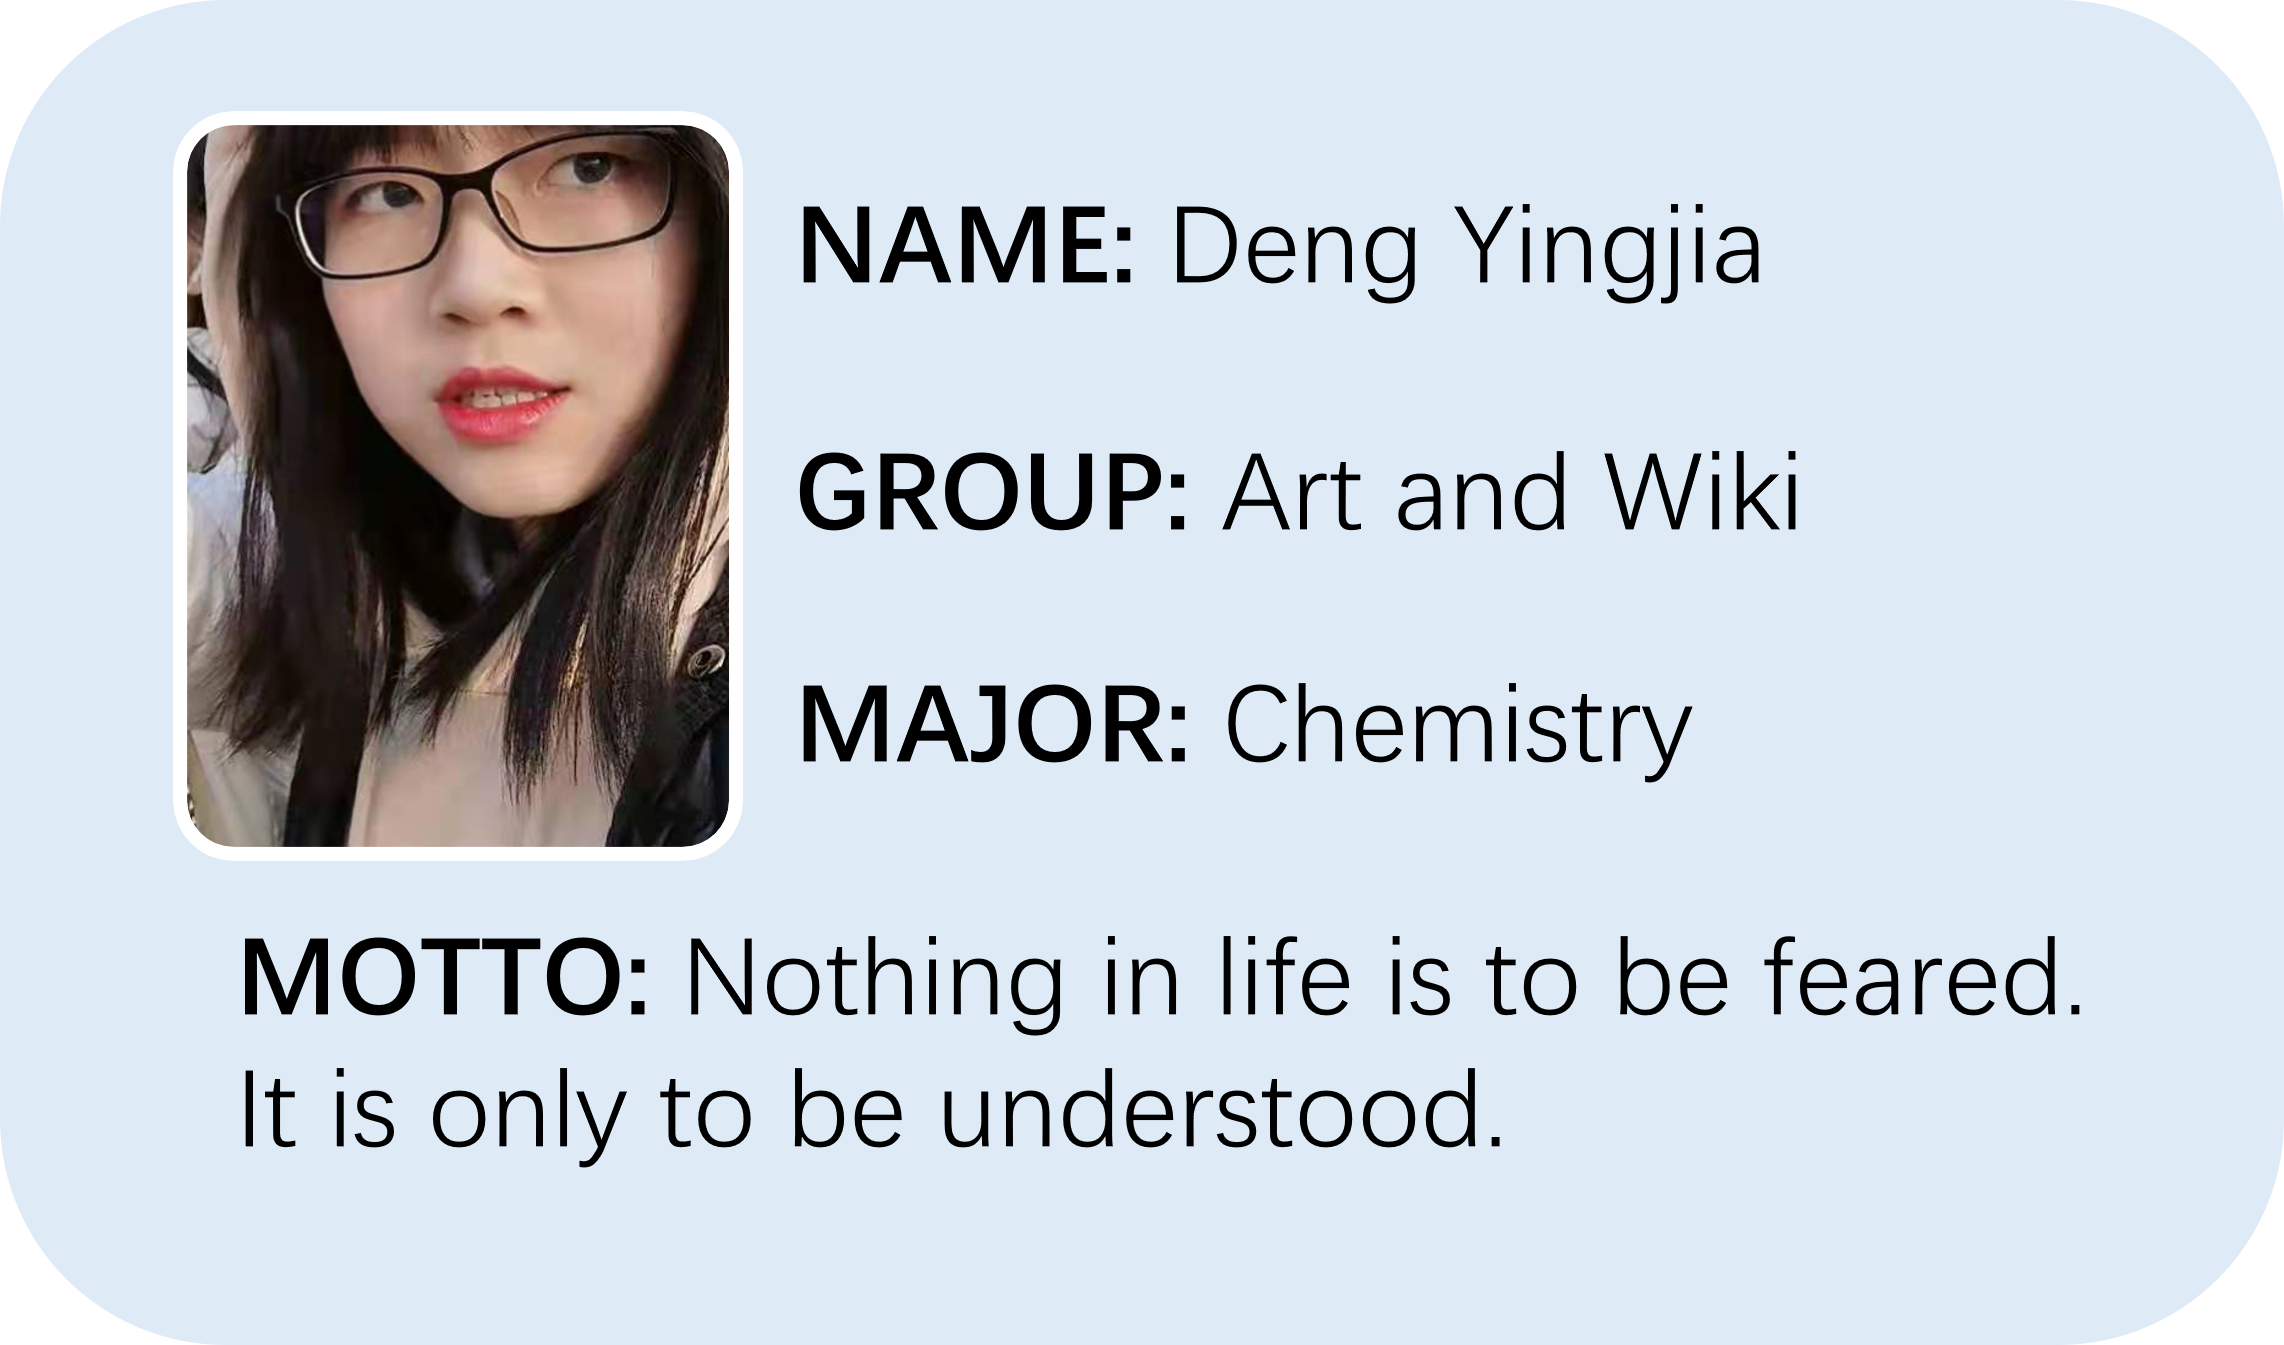 NAME: Deng Yingjia
GROUP: Art and Wiki
MAJOR: Chemistry
MOTTO: Nothing in life is to be feared.
It is only to be understood.